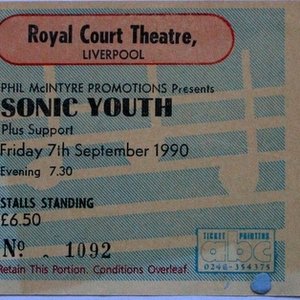 Royal Court Theatre,
LIVERPOOL
PHIL McINTYRE PROMOTIONS Presents
SONIC YOUTH
Plus Support
Friday 7th September 1990
Evening 7.30
STALLS STANDING
£6.50
No. 1092
TICKET PRINTING
abc
0246-354375
Retain This Portion. Conditions Overleaf.